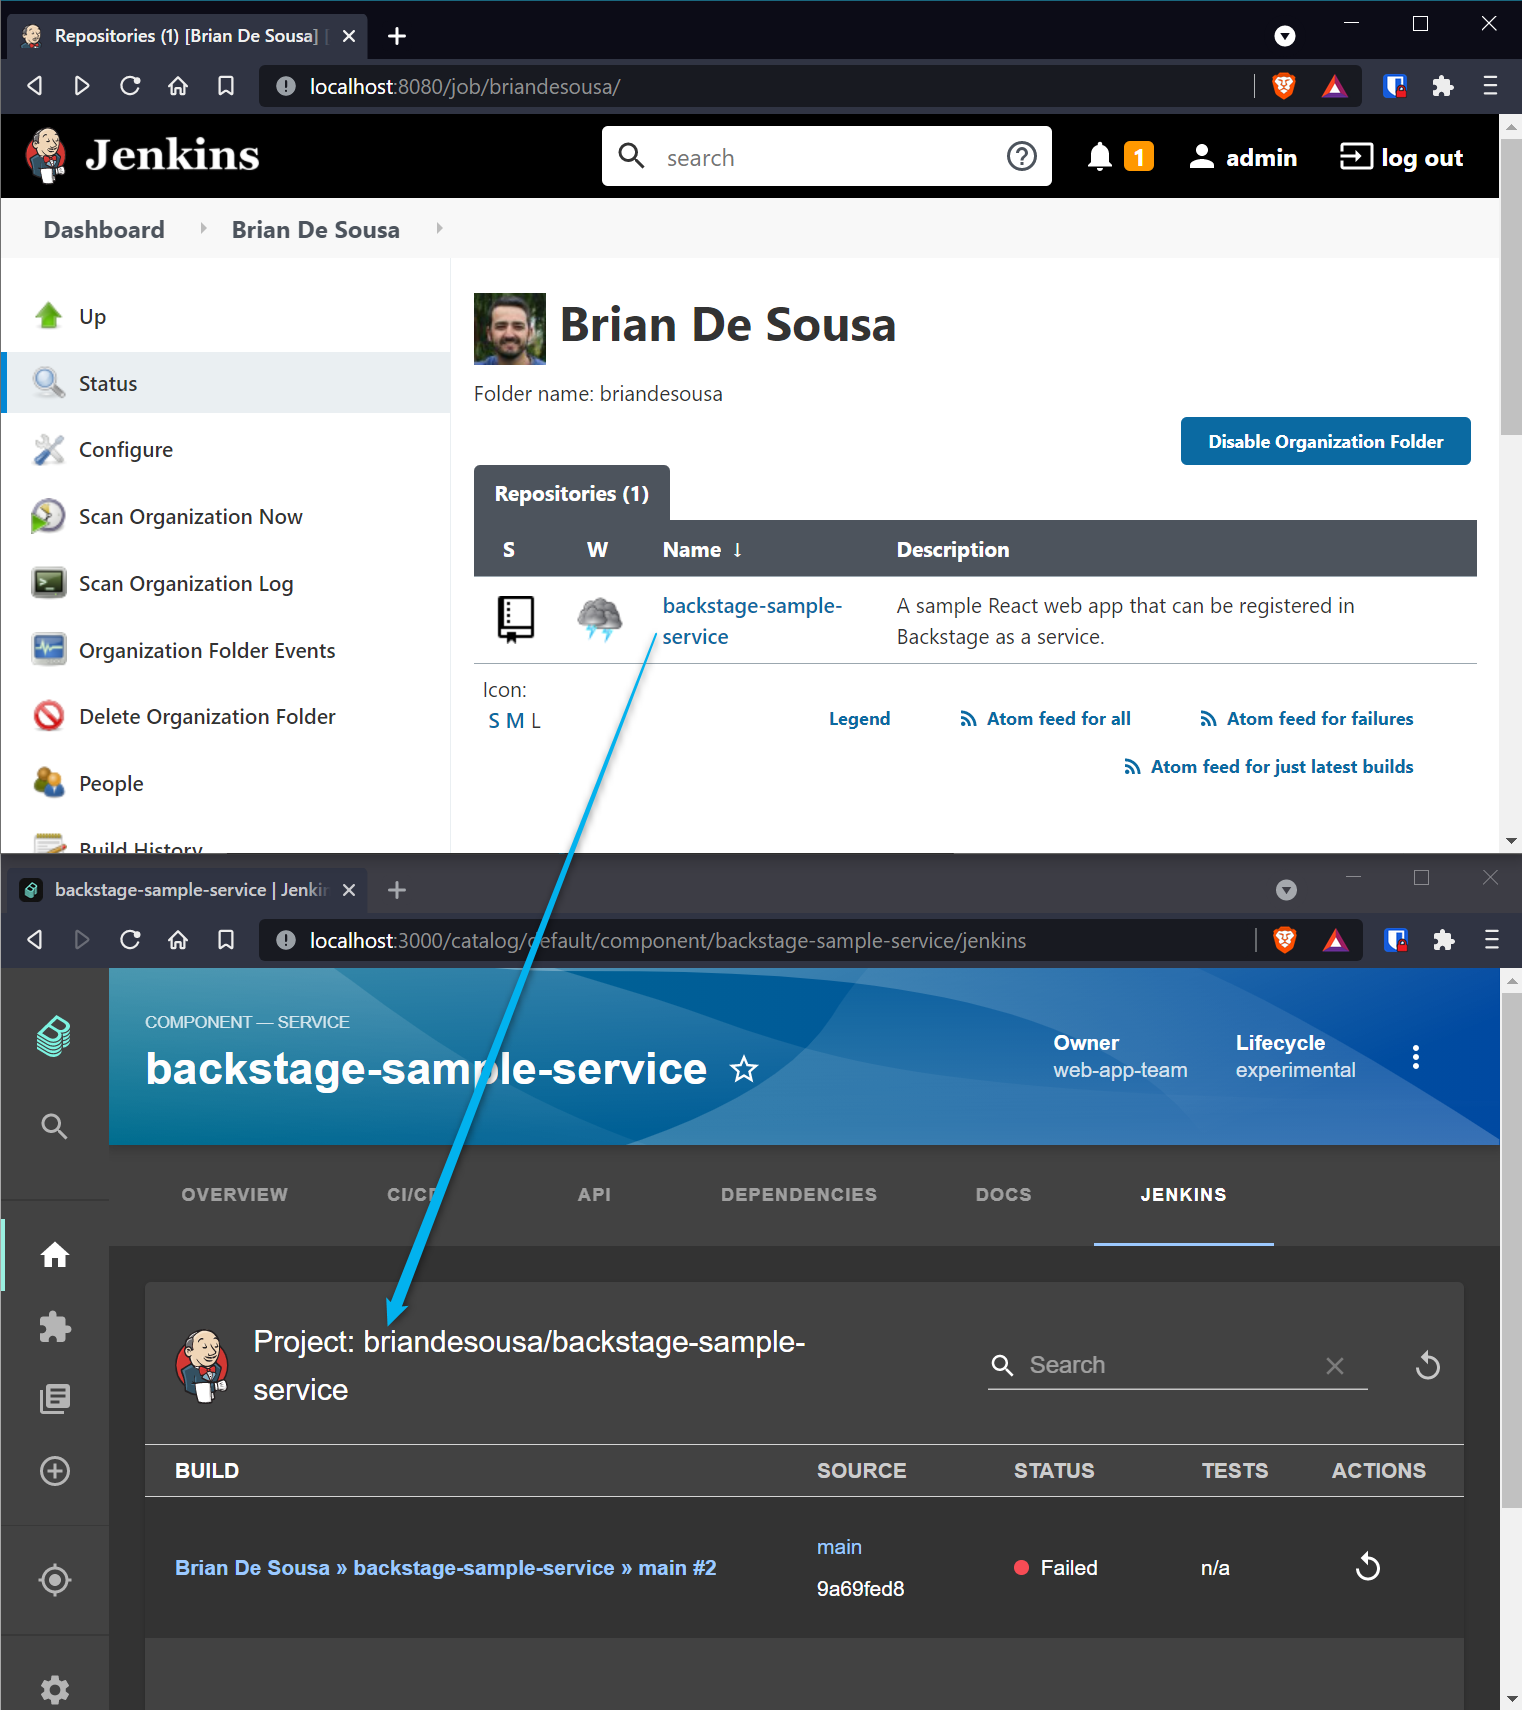 Repositories (1) [Brian De Sousa] [
localhost:8080/job/briandesousa/
Jenkins
search
1
admin
log out
Dashboard
Brian De Sousa
Up
Status
Configure
Scan Organization Now
Scan Organization Log
Organization Folder Events
Delete Organization Folder
People
Build History
Brian De Sousa
Folder name: briandesousa
Disable Organization Folder
Repositories (1)
S W Name ↓ Description
backstage-sample-
service
A sample React web app that can be registered in
Backstage as a service.
Icon:
S M L
Legend
Atom feed for all
Atom feed for failures
Atom feed for just latest builds
backstage-sample-service | Jenkin
localhost:3000/catalog/default/component/backstage-sample-service/jenkins
COMPONENT — SERVICE
backstage-sample-service
Owner
web-app-team
Lifecycle
experimental
OVERVIEW
CI/CD
API
DEPENDENCIES
DOCS
JENKINS
Project: briandesousa/backstage-sample-
service
Search
BUILD SOURCE STATUS TESTS ACTIONS
Brian De Sousa » backstage-sample-service » main #2
main
9a69fed8
Failed
n/a